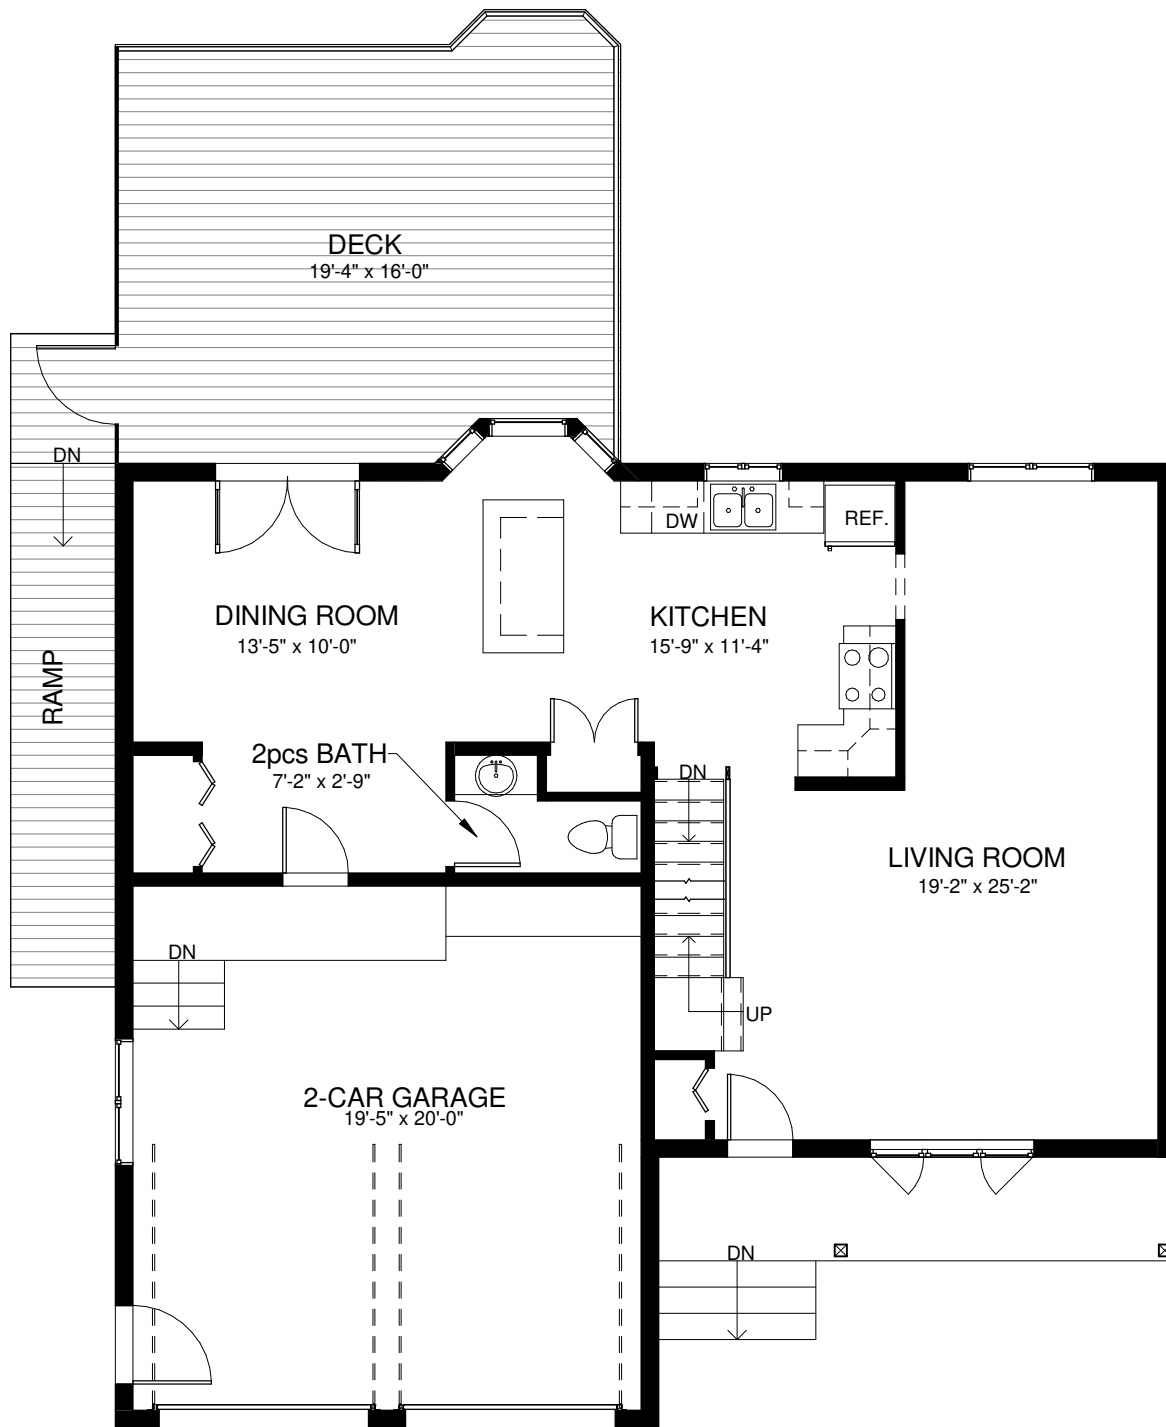 DECK
19'-4" x 16'-0"
DN
DW
REF.
DINING ROOM
13'-5" x 10'-0"
KITCHEN
15'-9" x 11'-4"
RAMP
2pcs BATH
7'-2" x 2'-9"
DN
LIVING ROOM
19'-2" x 25'-2"
DN
UP
2-CAR GARAGE
19'-5" x 20'-0"
DN